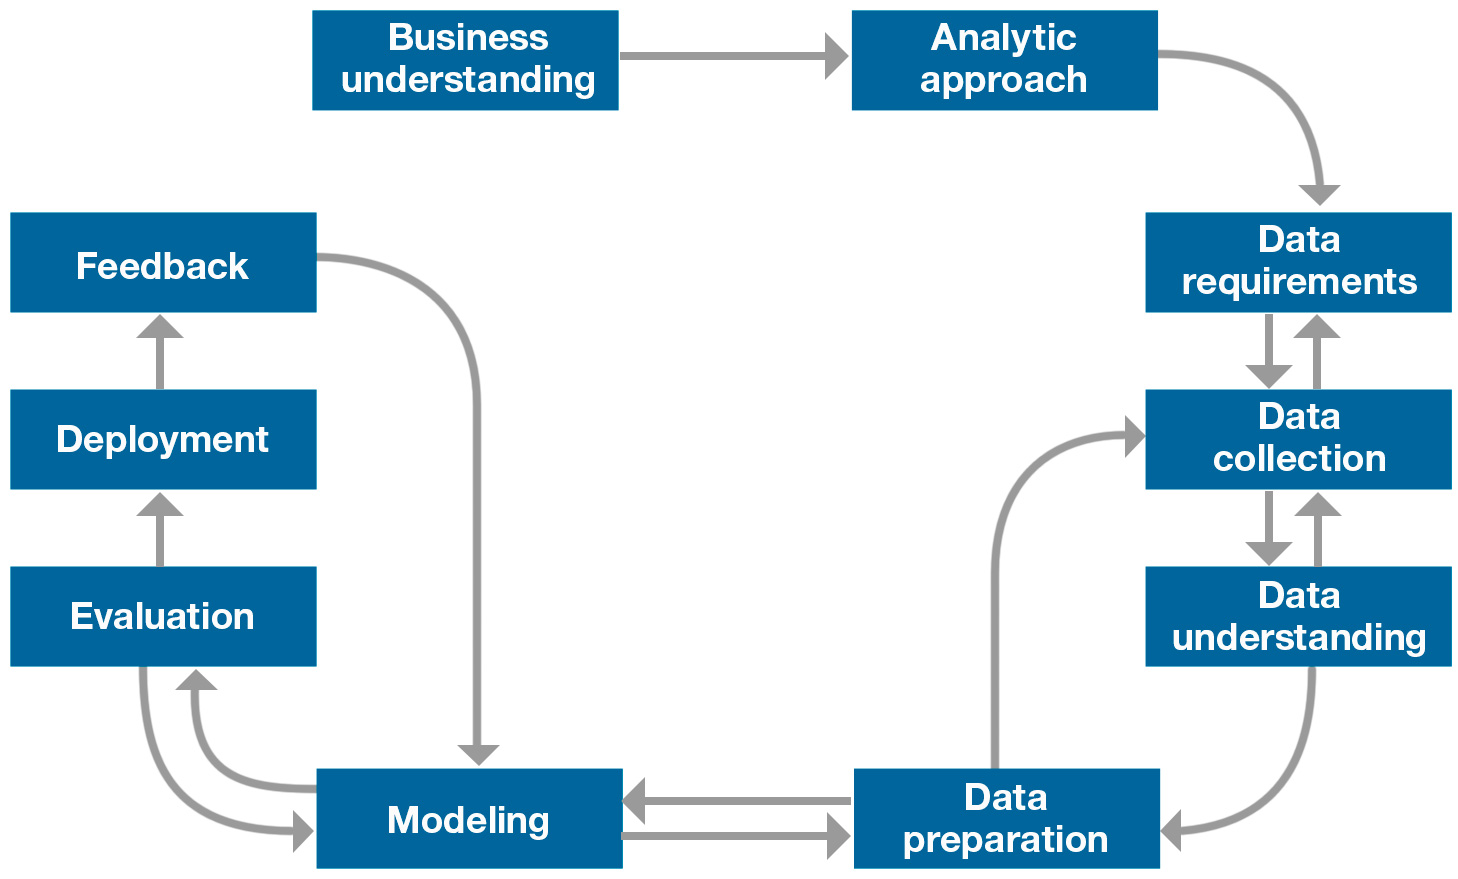 Business
understanding
Analytic
approach
Data
requirements
Data
collection
Data
understanding
Data
preparation
Modeling
Evaluation
Deployment
Feedback